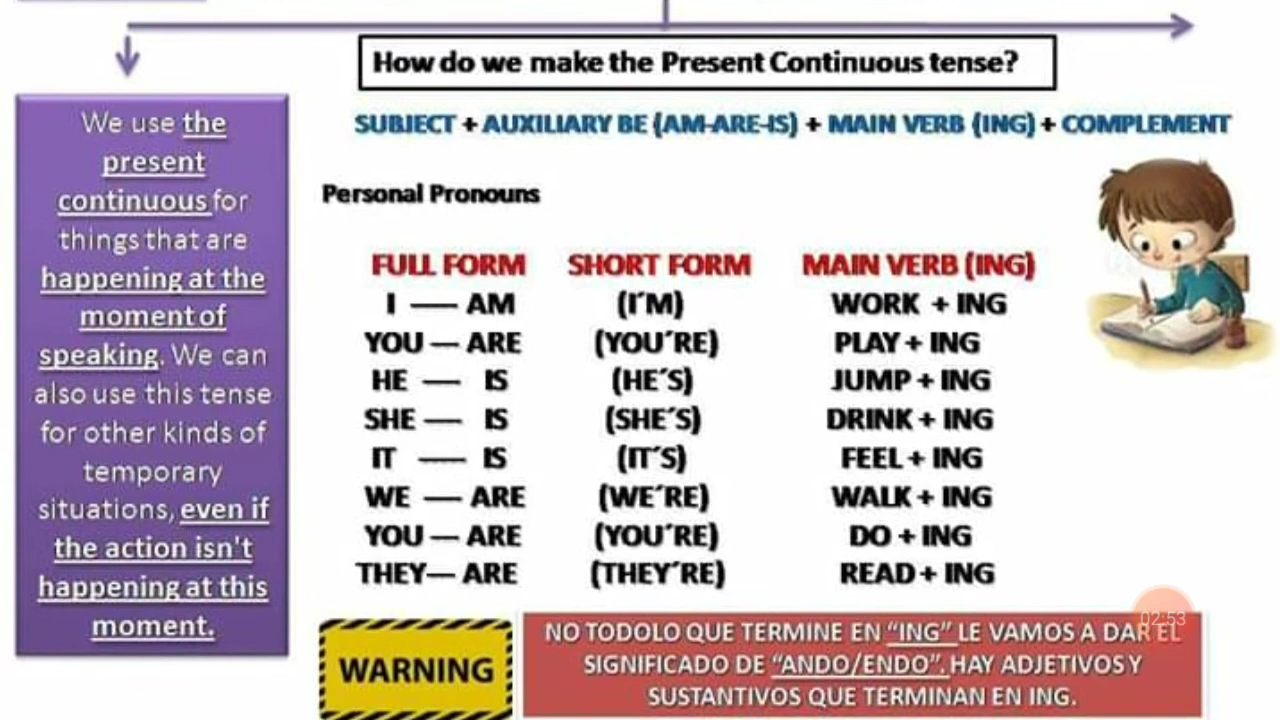 How do we make the Present Continuous tense?
SUBJECT + AUXILIARY BE (AM-ARE-IS) + MAIN VERB (ING) + COMPLEMENT
We use the
present
continuous for
things that are
happening at the
moment of
speaking. We can
also use this tense
for other kinds of
temporary
situations, even if
the action isn't
happening at this
moment.
Personal Pronouns
FULL FORM SHORT FORM MAIN VERB (ING)
I — AM (I´M) WORK + ING
YOU — ARE (YOU´RE) PLAY + ING
HE — IS (HE´S) JUMP + ING
SHE — IS (SHE´S) DRINK + ING
IT — IS (IT´S) FEEL + ING
WE — ARE (WE´RE) WALK + ING
YOU — ARE (YOU´RE) DO + ING
THEY— ARE (THEY´RE) READ + ING
WARNING
NO TODOLO QUE TERMINE EN “ING” LE VAMOS A DAR EL
SIGNIFICADO DE “ANDO/ENDO”. HAY ADJETIVOS Y
SUSTANTIVOS QUE TERMINAN EN ING.
02:53